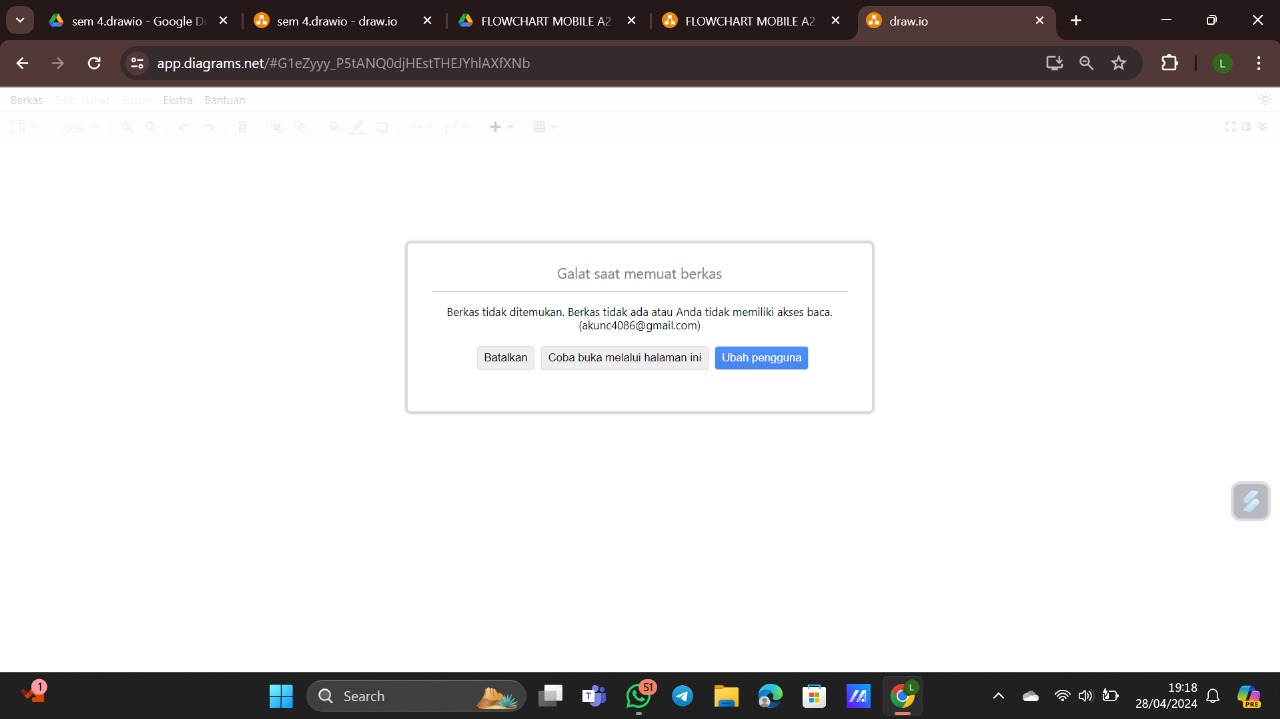 sem 4.drawio - Google D
sem 4.drawio - draw.io
FLOWCHART MOBILE A2
FLOWCHART MOBILE A2
draw.io
app.diagrams.net/#G1eZyyy_P5tANQ0djHEstTHEJYhlAXfXNb
L
Berkas Edit Lihat Susun Ekstra Bantuan
100%
Galat saat memuat berkas
Berkas tidak ditemukan. Berkas tidak ada atau Anda tidak memiliki akses baca.
(akunc4086@gmail.com)
Batalkan
Coba buka melalui halaman ini
Ubah pengguna
1
Search
T
51
L
19:18
28/04/2024
PRE